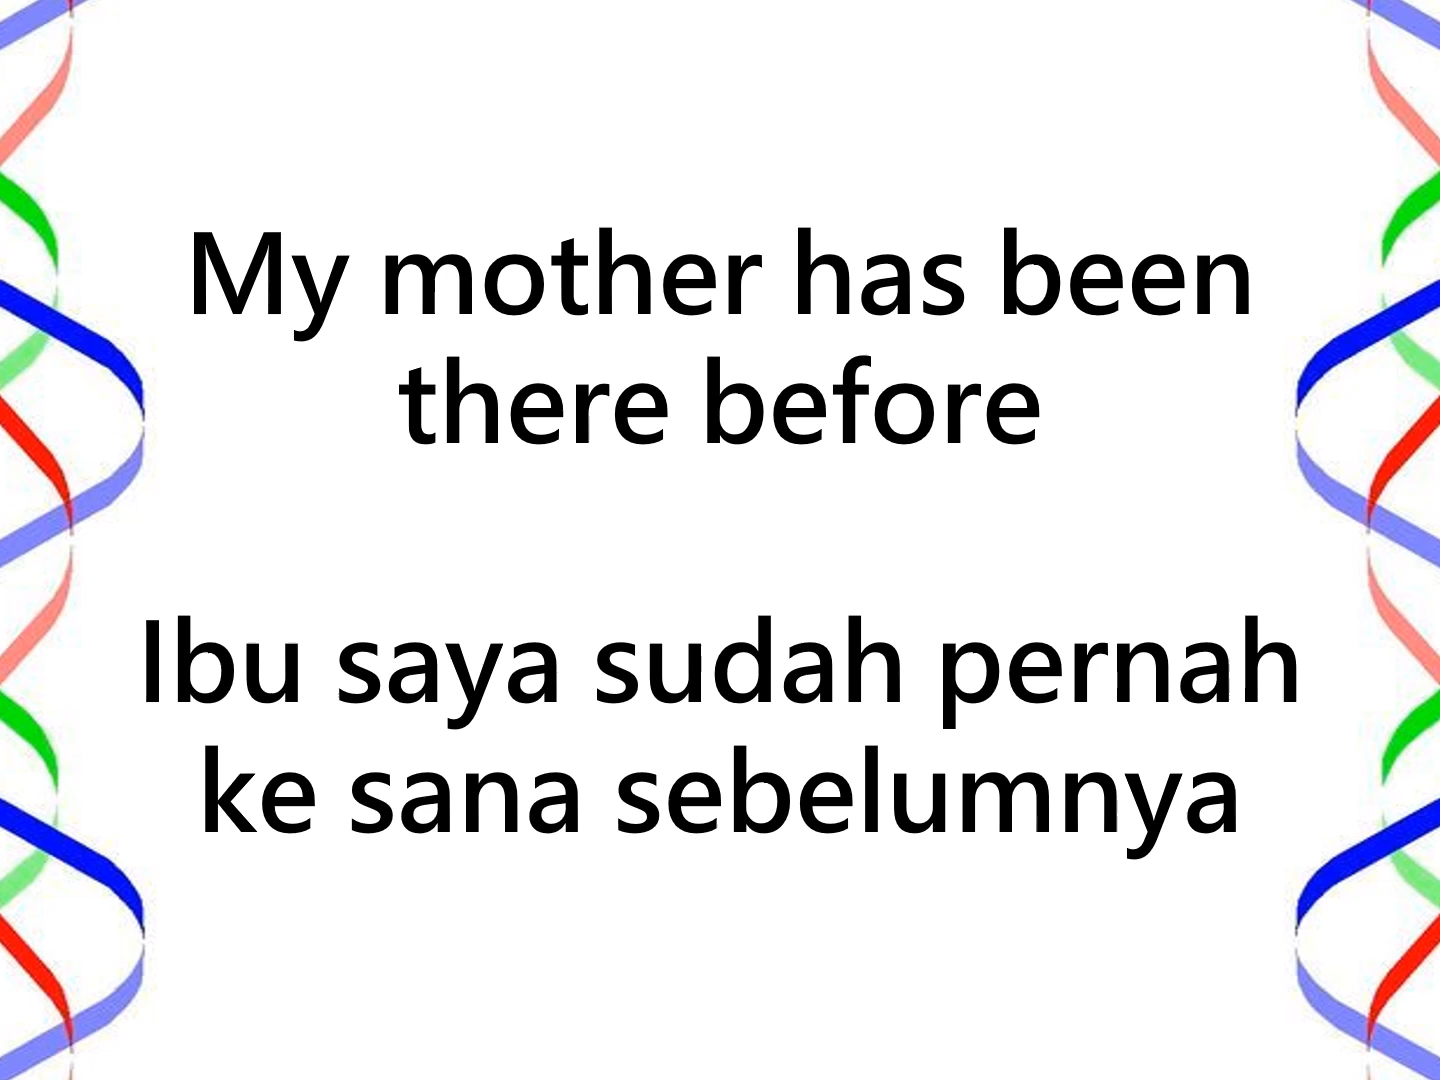 My mother has been
there before
Ibu saya sudah pernah
ke sana sebelumnya